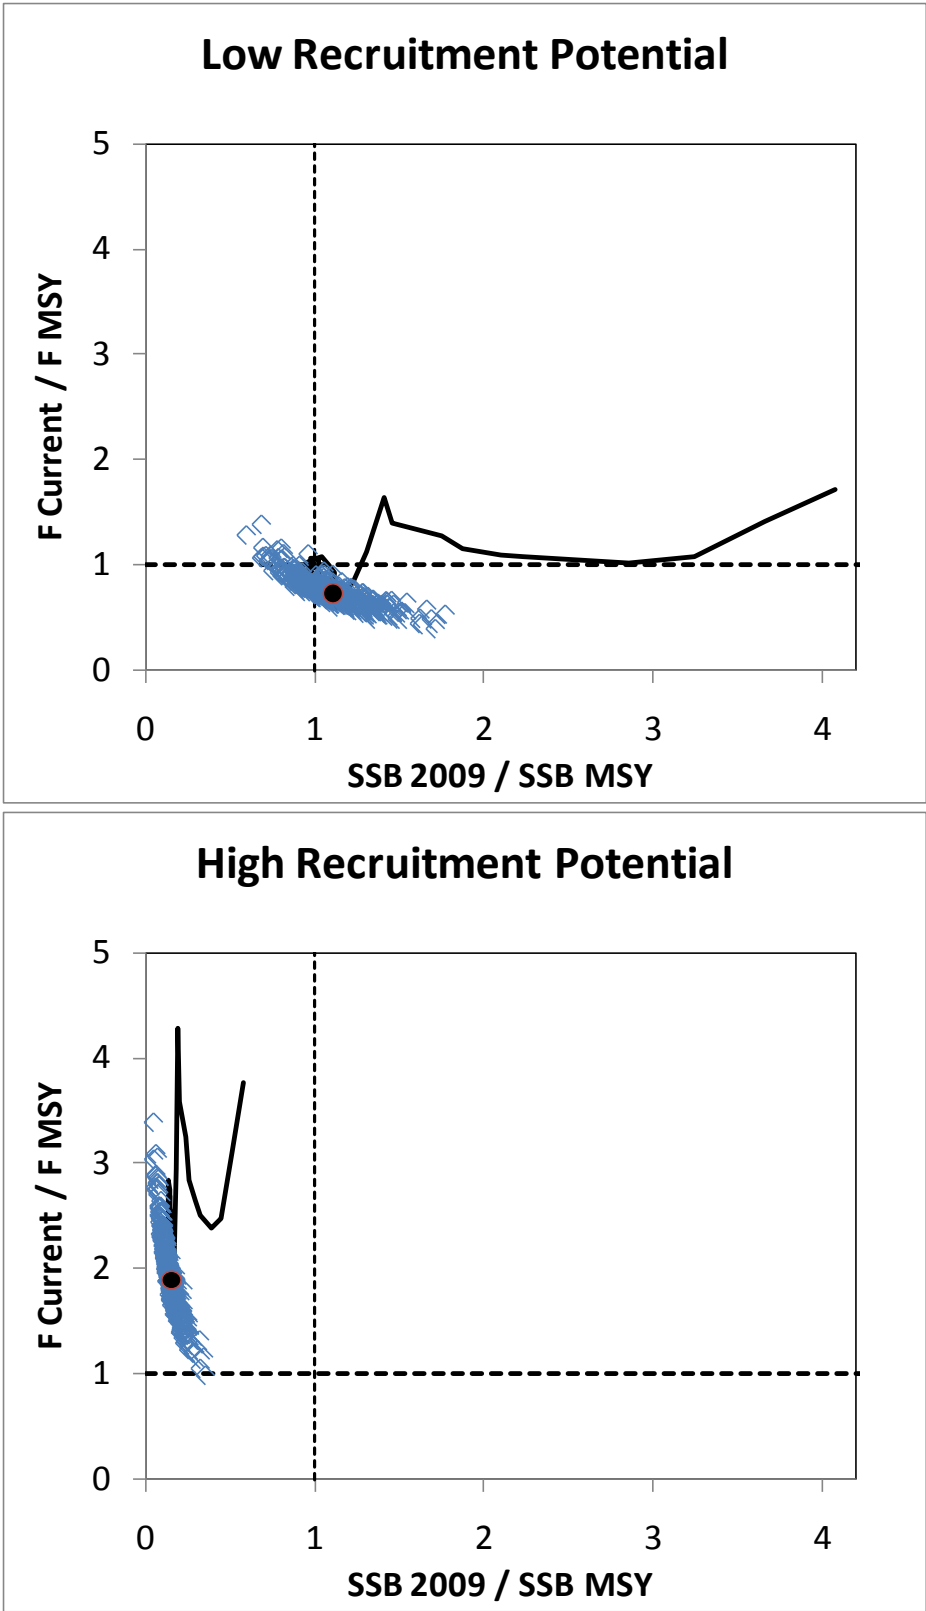 Low Recruitment Potential
5
4
3
2
1
0
F Current / F MSY
0 1 2 3 4
SSB 2009 / SSB MSY
High Recruitment Potential
5
4
3
2
1
0
F Current / F MSY
0 1 2 3 4
SSB 2009 / SSB MSY